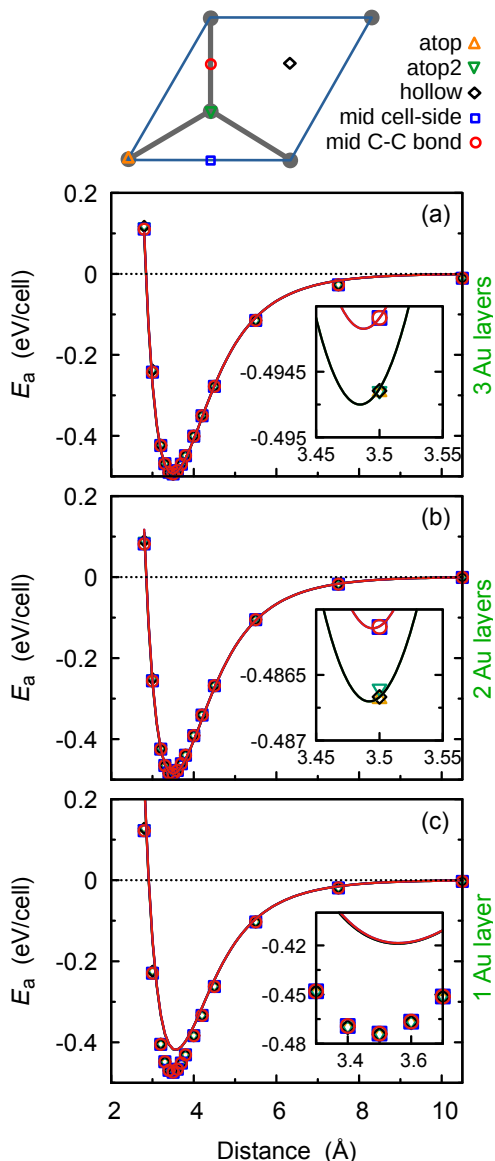 atop
atop2
hollow
mid cell-side
mid C-C bond
(a)
0.2
0
-0.2
-0.4
Eₐ (eV/cell)
3 Au layers
-0.4945
-0.495
3.45 3.5 3.55
(b)
0.2
0
-0.2
-0.4
Eₐ (eV/cell)
2 Au layers
-0.4865
-0.487
3.45 3.5 3.55
(c)
0.2
0
-0.2
-0.4
Eₐ (eV/cell)
1 Au layer
-0.42
-0.45
-0.48
3.4 3.6
2 4 6 8 10
Distance (Å)